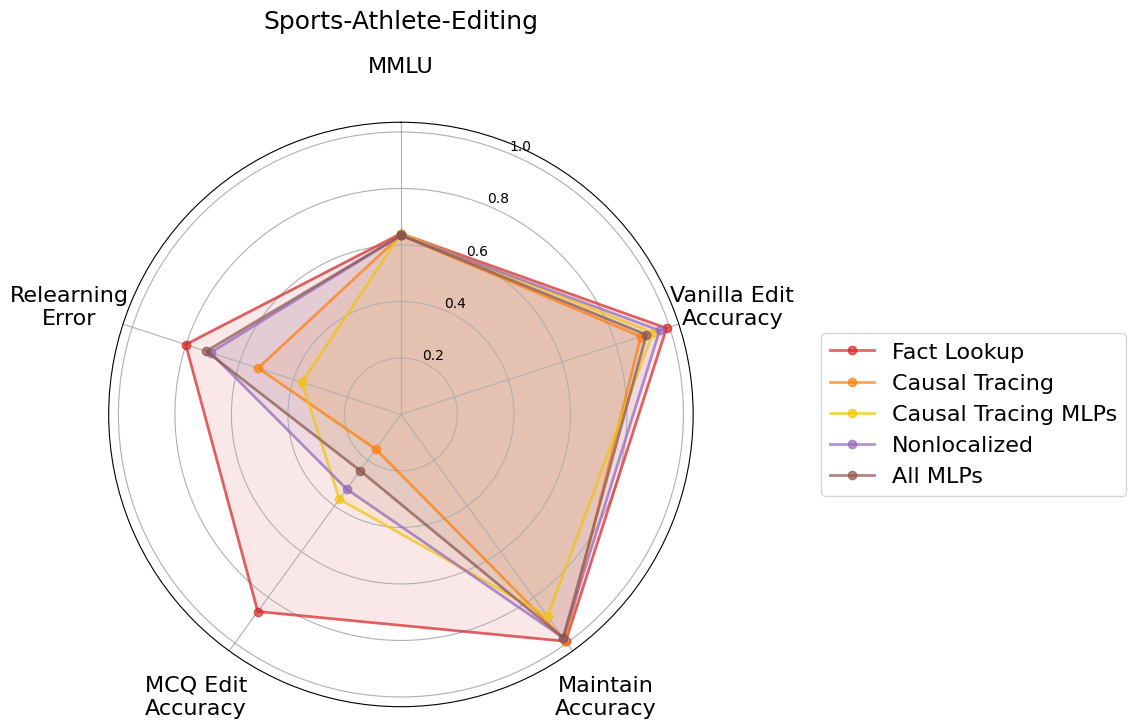 Sports-Athlete-Editing
MMLU
1.0
0.8
0.6
0.4
0.2
Relearning
Error
Vanilla Edit
Accuracy
MCQ Edit
Accuracy
Maintain
Accuracy
Fact Lookup
Causal Tracing
Causal Tracing MLPs
Nonlocalized
All MLPs